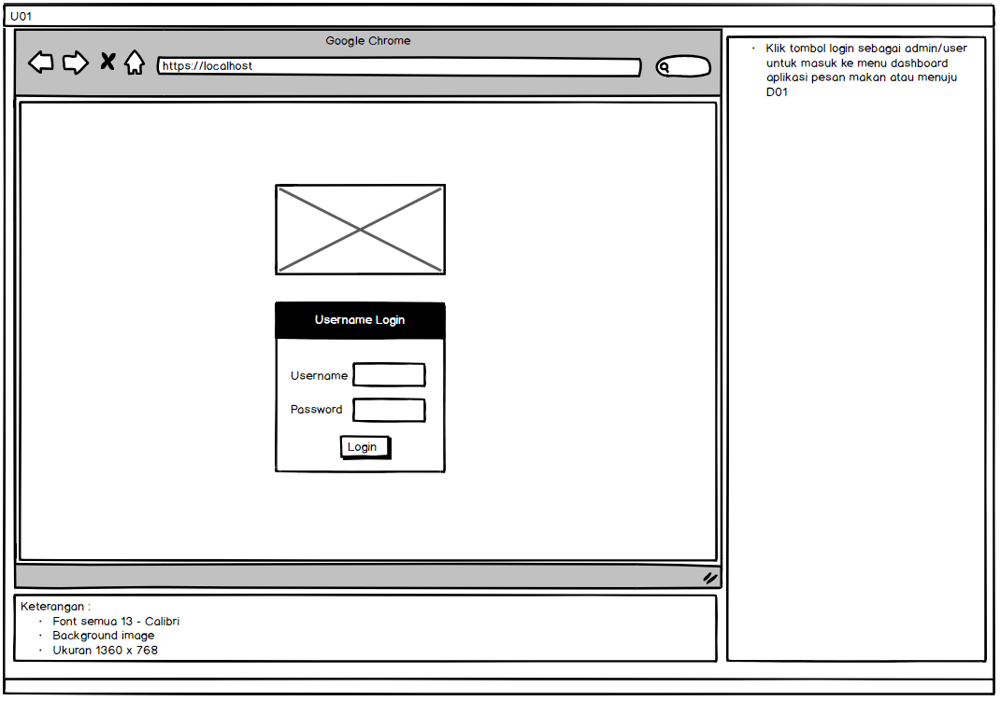 U01
Google Chrome
https://localhost
Username Login
Username
Password
Login
· Klik tombol login sebagai admin/user
untuk masuk ke menu dashboard
aplikasi pesan makan atau menuju
D01
Keterangan :
· Font semua 13 - Calibri
· Background image
· Ukuran 1360 x 768